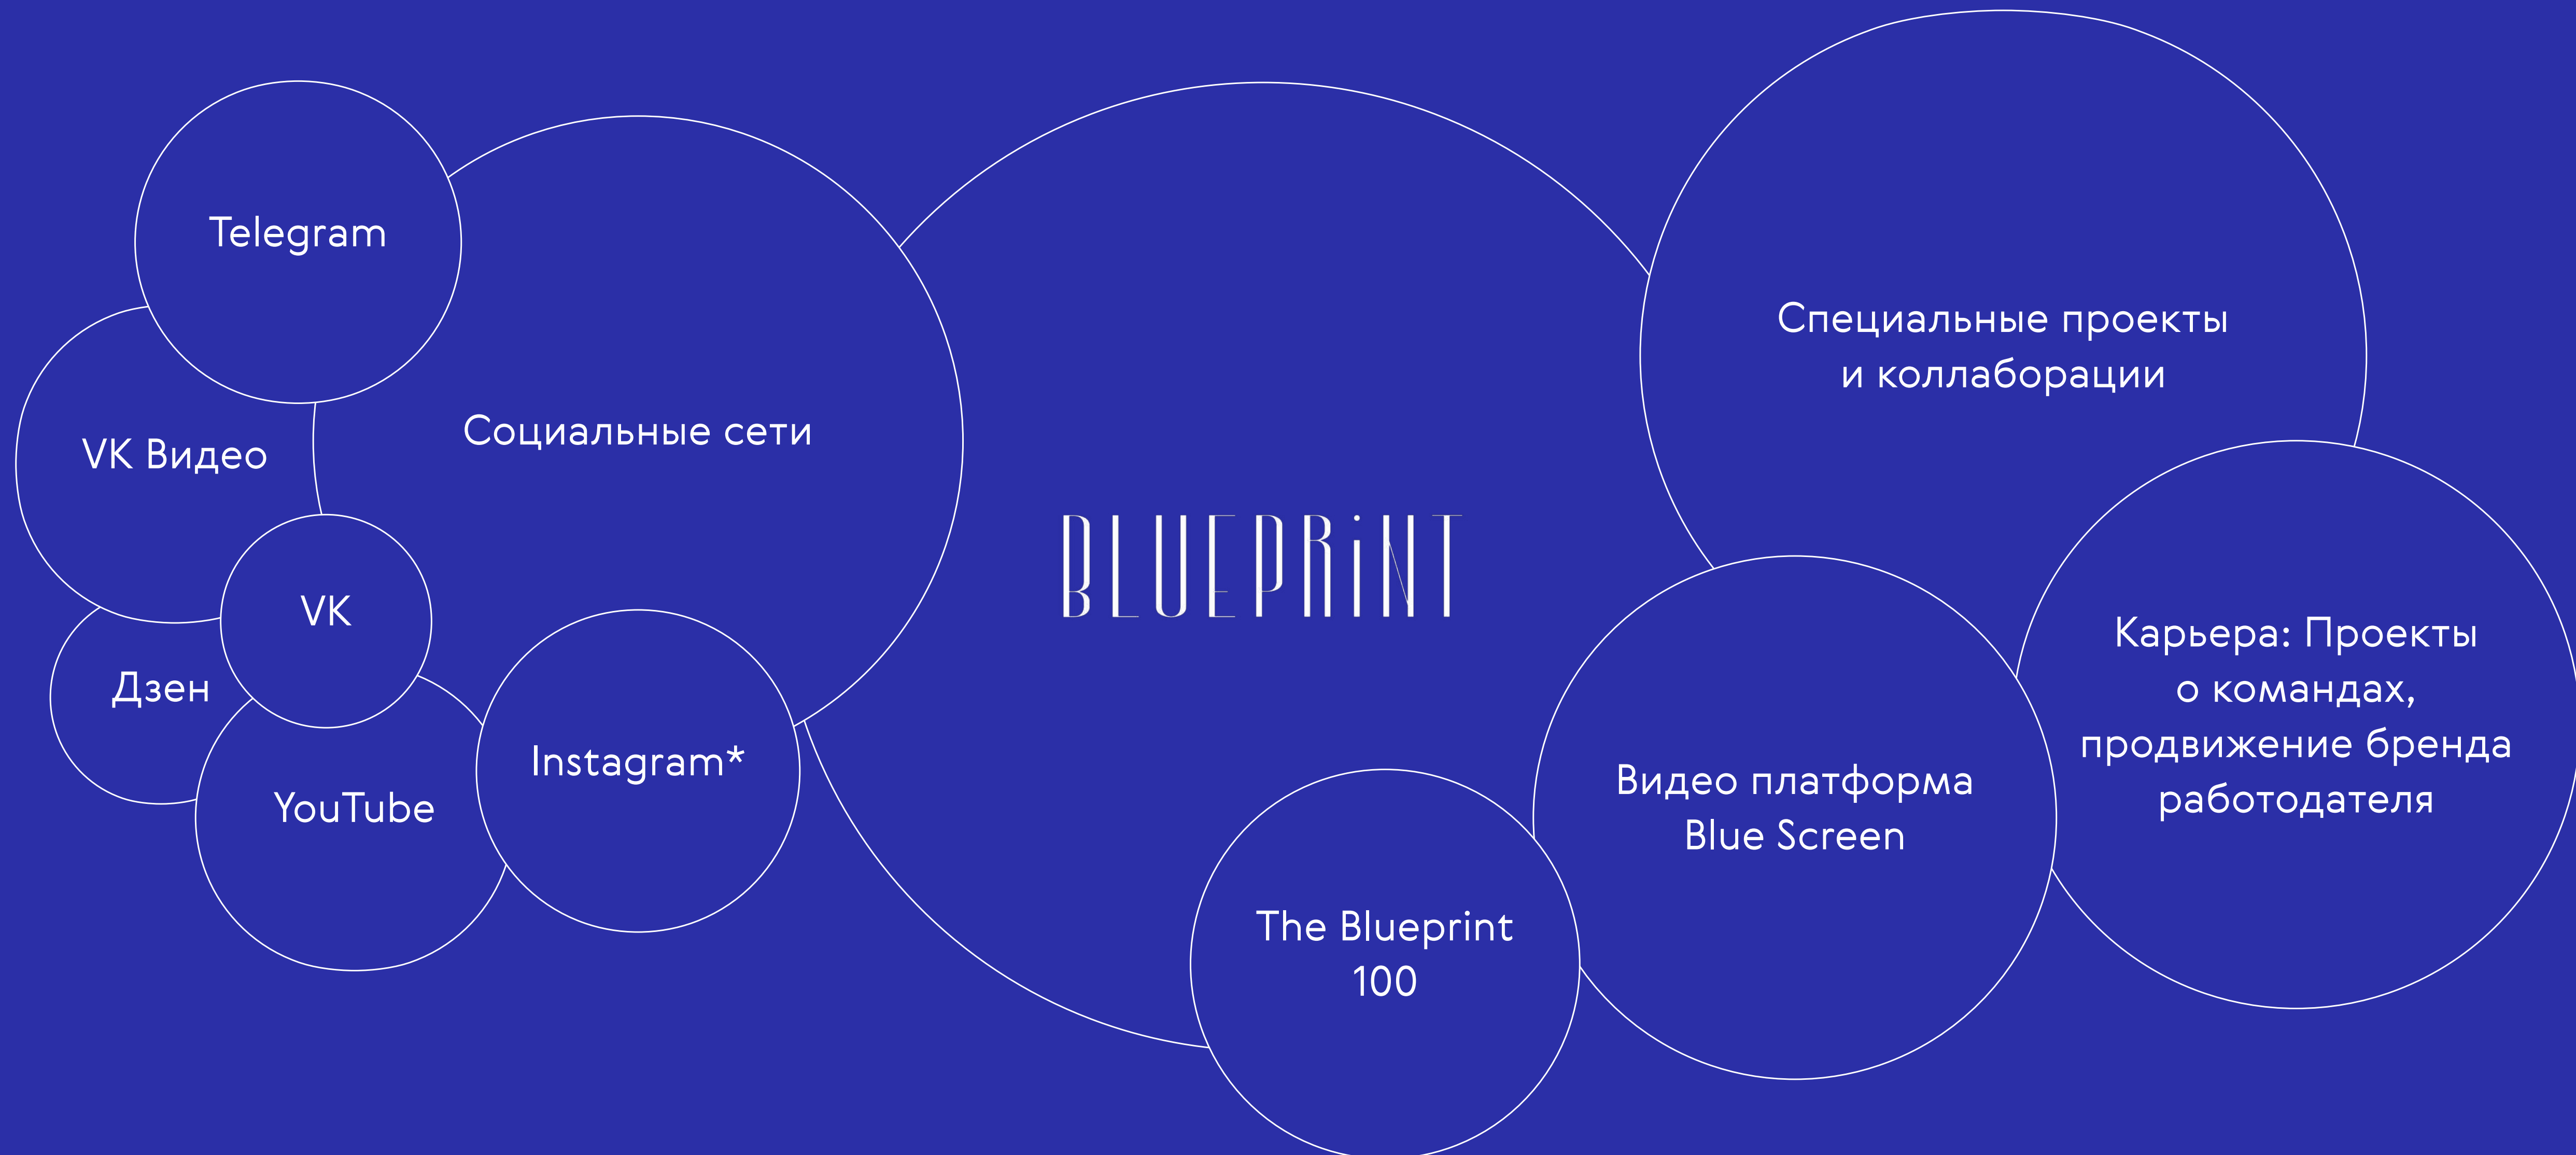 Telegram
VK Видео
VK
Дзен
YouTube
Instagram*
Социальные сети
BLUEPRiNT
Специальные проекты
и коллаборации
Карьера: Проекты
о командах,
продвижение бренда
работодателя
Видео платформа
Blue Screen
The Blueprint
100